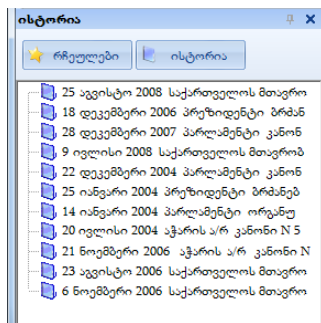 ისტორია
რჩეულები ისტორია
25 აგვისტო 2008 საქართველოს მთავრო
18 დეკემბერი 2006 პრეზიდენტი ბრძან
28 დეკემბერი 2007 პარლამენტი კანონ
9 ივლისი 2008 საქართველოს მთავრობ
22 დეკემბერი 2004 პარლამენტი კანონ
25 იანვარი 2004 პრეზიდენტი ბრძანებ
14 იანვარი 2004 პარლამენტი ორგანუ
20 ივლისი 2004 აჭარის ა/რ კანონი N 5
21 ნოემბერი 2006 აჭარის ა/რ კანონი N
23 აგვისტო 2006 საქართველოს მთავრო
6 ნოემბერი 2006 საქართველოს მთავრო